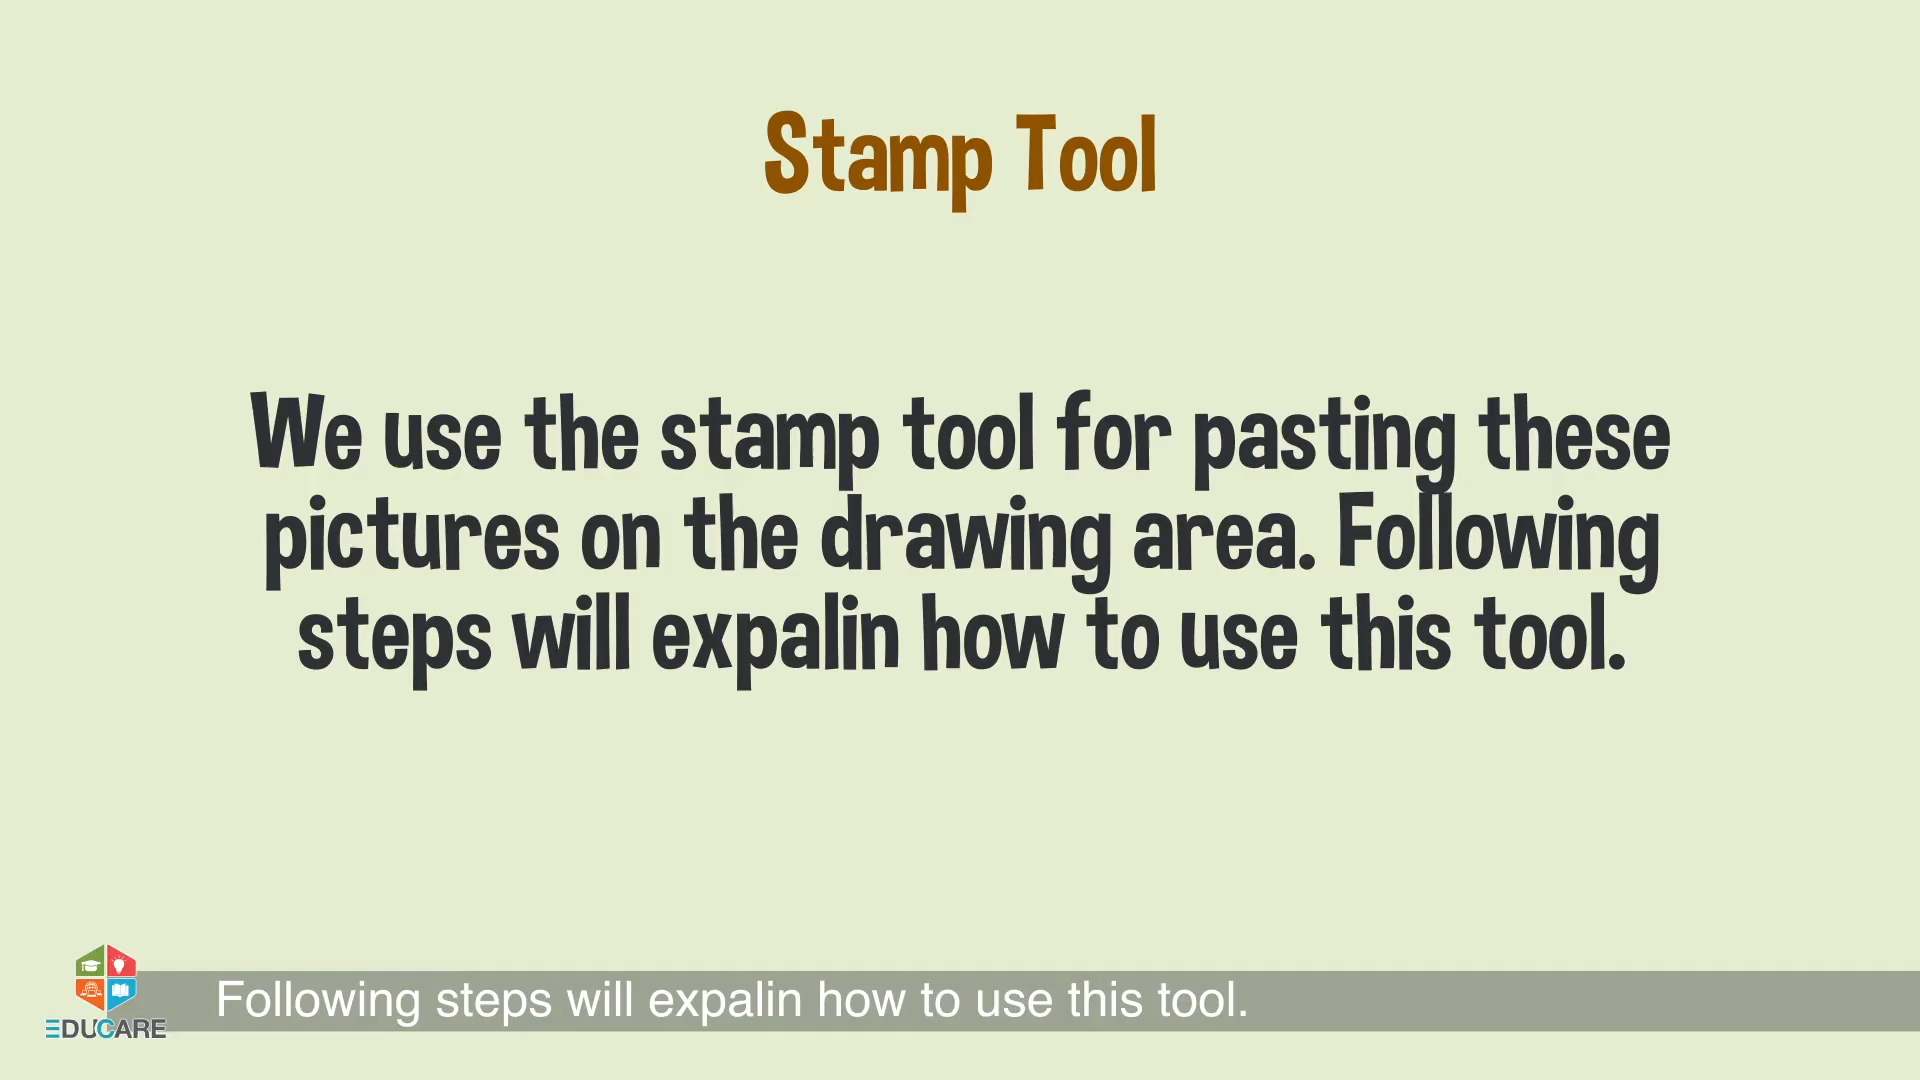 Stamp Tool
We use the stamp tool for pasting these
pictures on the drawing area. Following
steps will expalin how to use this tool.
Following steps will expalin how to use this tool.
EDUCARE